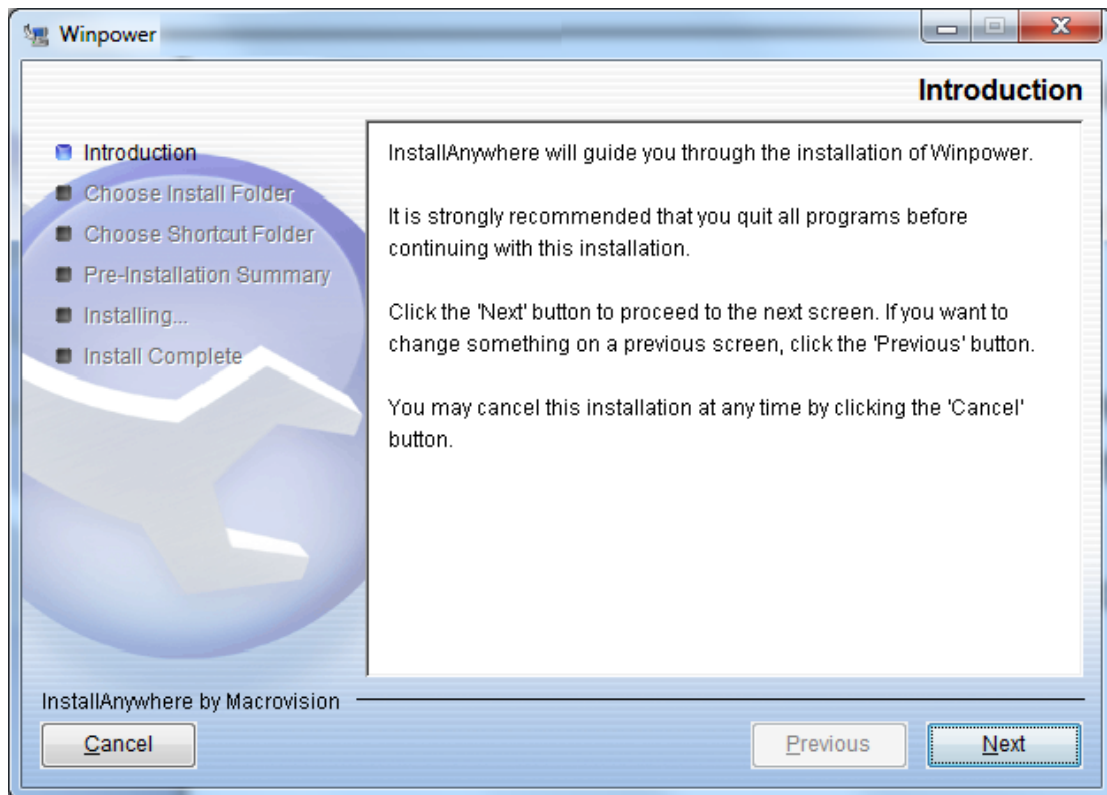 Winpower
Introduction
Introduction
Choose Install Folder
Choose Shortcut Folder
Pre-Installation Summary
Installing...
Install Complete
InstallAnywhere will guide you through the installation of Winpower.
It is strongly recommended that you quit all programs before
continuing with this installation.
Click the 'Next' button to proceed to the next screen. If you want to
change something on a previous screen, click the 'Previous' button.
You may cancel this installation at any time by clicking the 'Cancel'
button.
InstallAnywhere by Macrovision
Cancel
Previous
Next